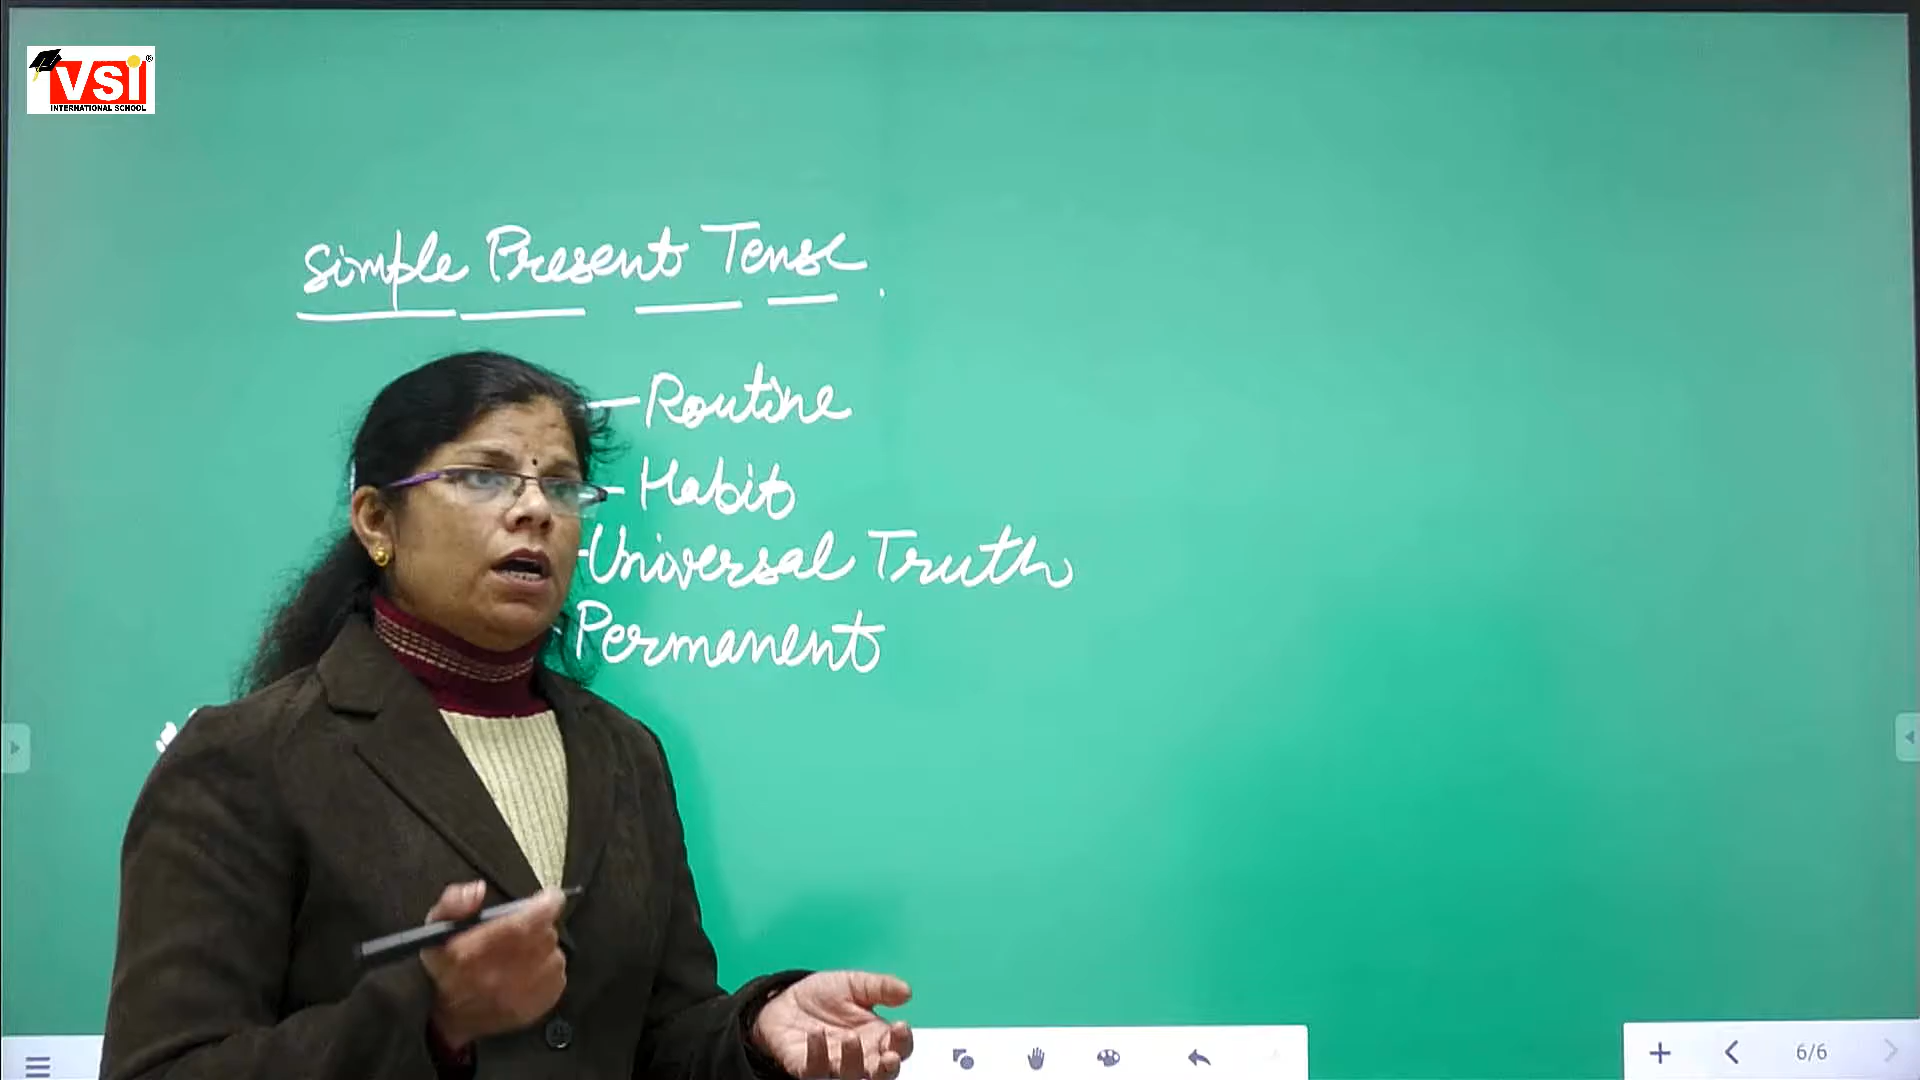 VSI
INTERNATIONAL SCHOOL
Simple Present Tense
- Routine
- Habit
- Universal Truth
- Permanent
6/6